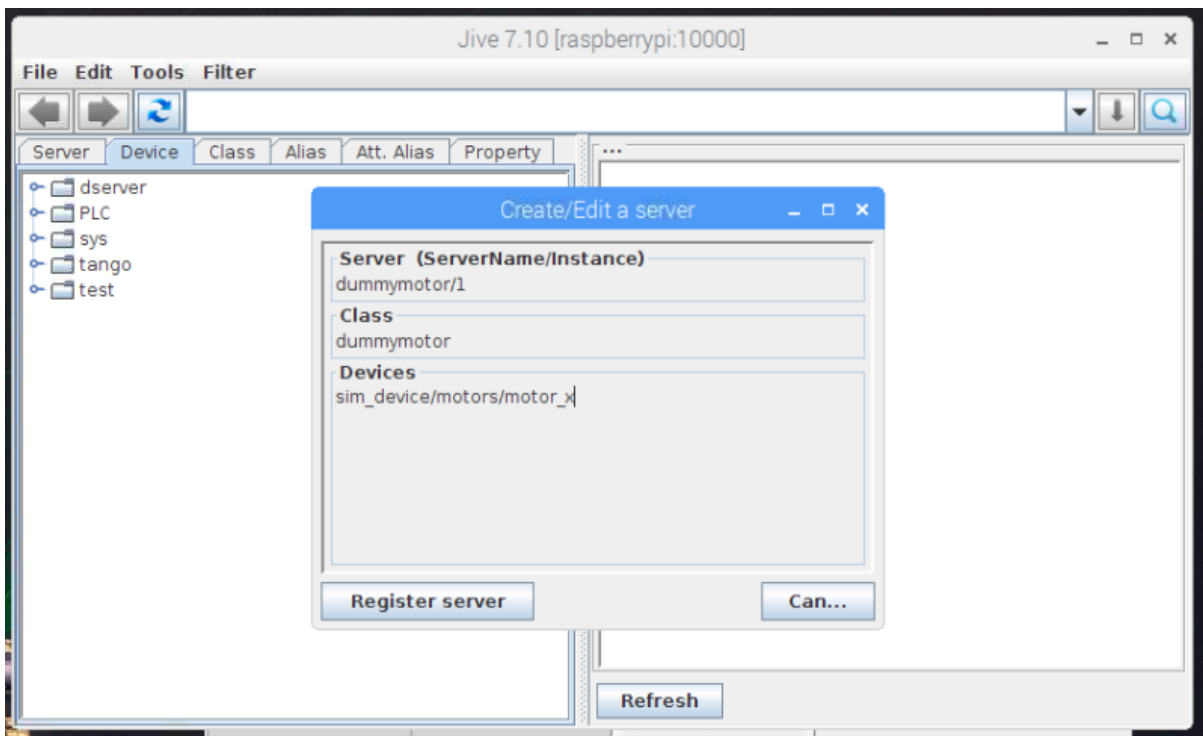 Jive 7.10 [raspberrypi:10000]
File Edit Tools Filter
Server Device Class Alias Att. Alias Property
...
dserver
PLC
sys
tango
test
Create/Edit a server
Server (ServerName/Instance)
dummymotor/1
Class
dummymotor
Devices
sim_device/motors/motor_x
Register server
Can...
Refresh